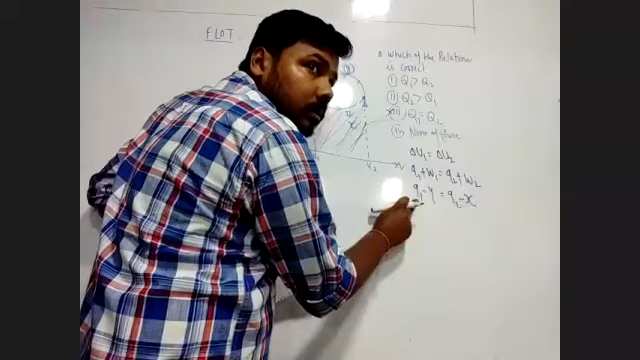 FLOT
(y)
Which of the Relation
is correct
(i) Q₁ > Q₂
(ii) Q₂ > Q₁
(iii) Q₁ = Q₂
(iv) None of these
ΔU₁ = ΔU₂
q₁+W₁ = q₂+W₂
q₁-y = q₂-x
x
V₂